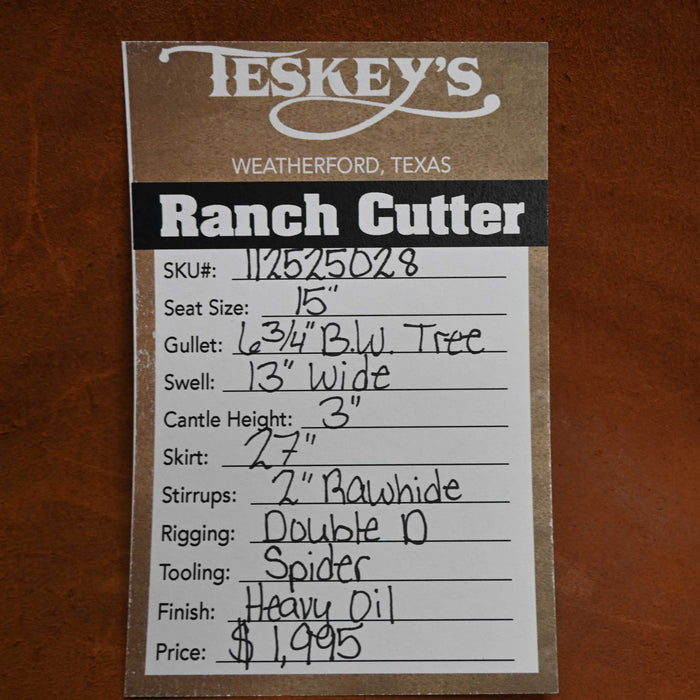 TESKEY'S
WEATHERFORD, TEXAS
Ranch Cutter
SKU#: 112525028
Seat Size: 15"
Gullet: 6 3/4" B.W. Tree
Swell: 13" Wide
Cantle Height: 3"
Skirt: 27"
Stirrups: 2" Rawhide
Rigging: Double D
Tooling: Spider
Finish: Heavy Oil
Price: $1,995